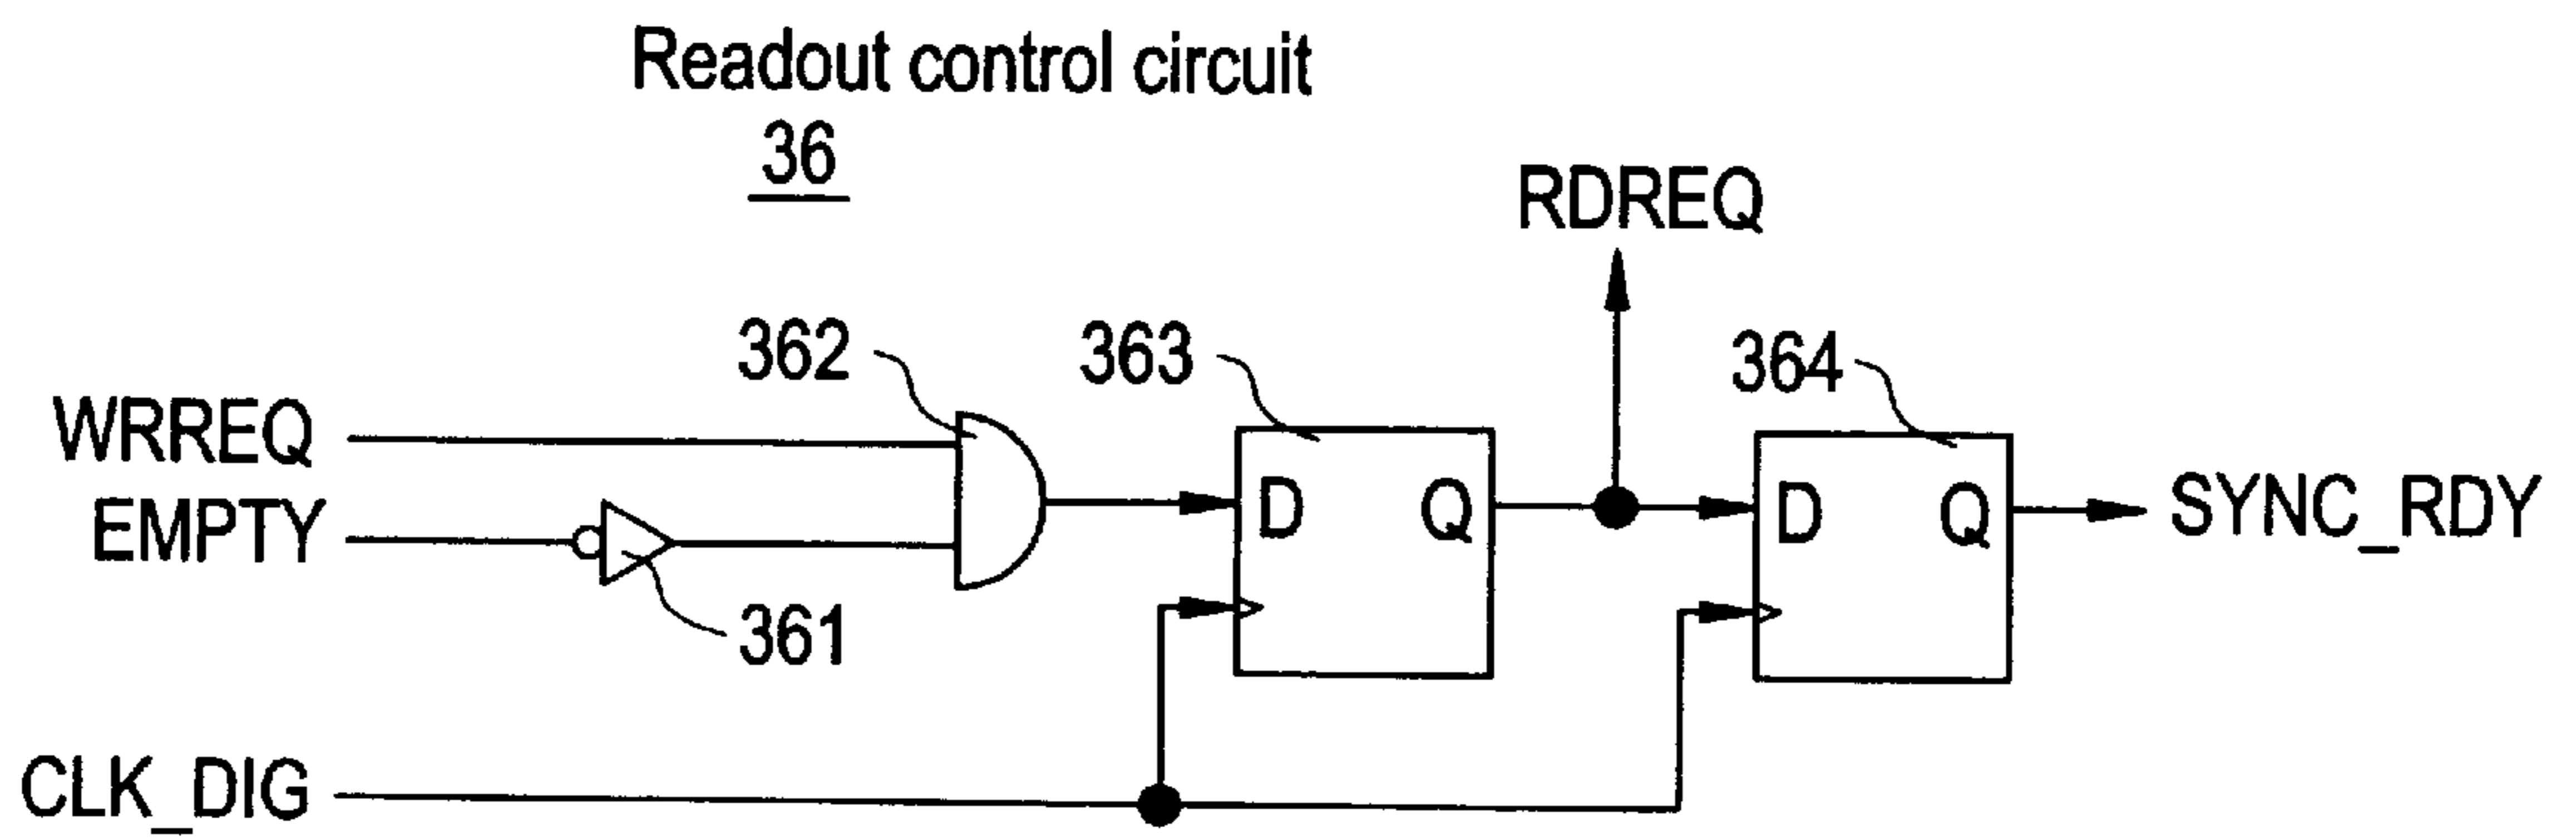 Readout control circuit
36
RDREQ
362
363
364
WRREQ
D Q
D Q
SYNC_RDY
EMPTY
361
CLK_DIG